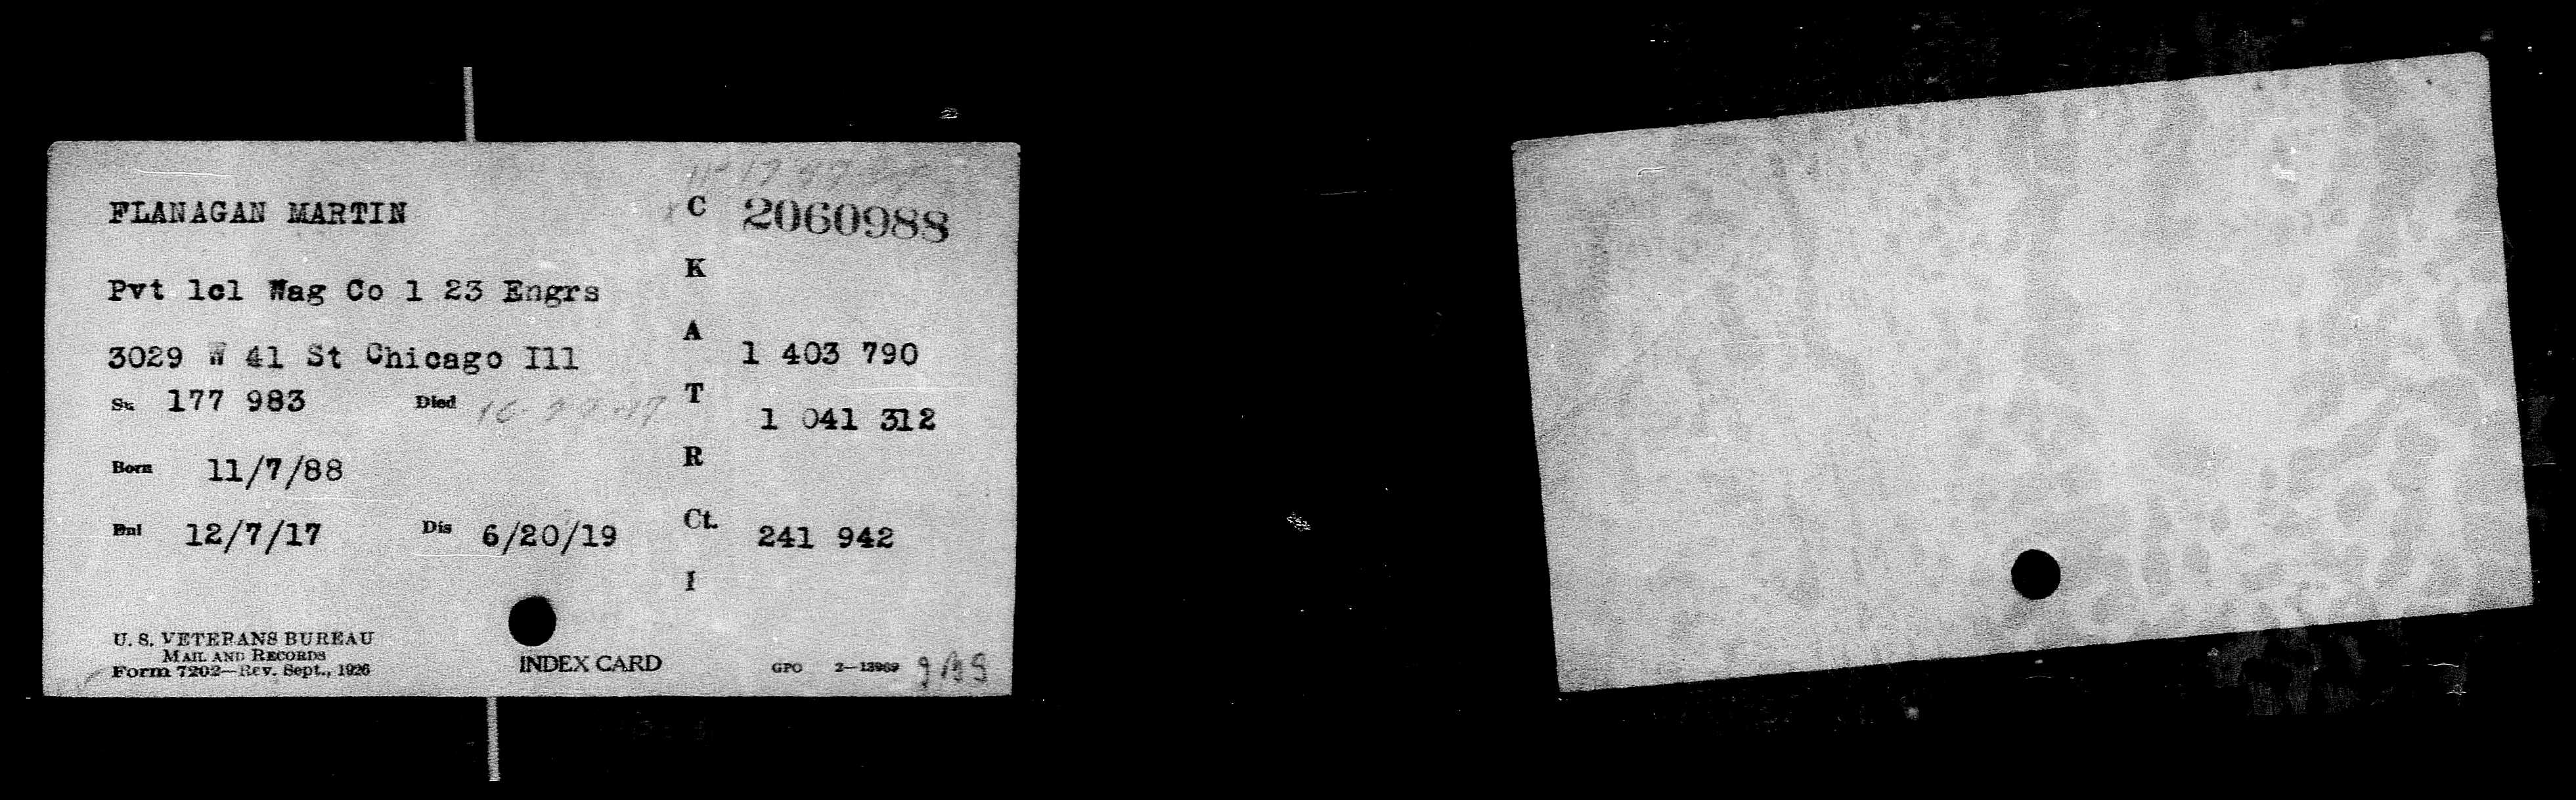 FLANAGAN MARTIN
Pvt 1cl Wag Co 1 23 Engrs
3029 W 41 St Chicago Ill
Sr. 177 983 Died
Born 11/7/88
Enl 12/7/17 Dis 6/20/19
U. S. VETERANS BUREAU
MAIL AND RECORDS
Form 7202—Rev. Sept., 1926
INDEX CARD
C 2060988
K
A 1 403 790
T 1 041 312
R
Ct. 241 942
I
GPO 2—13969